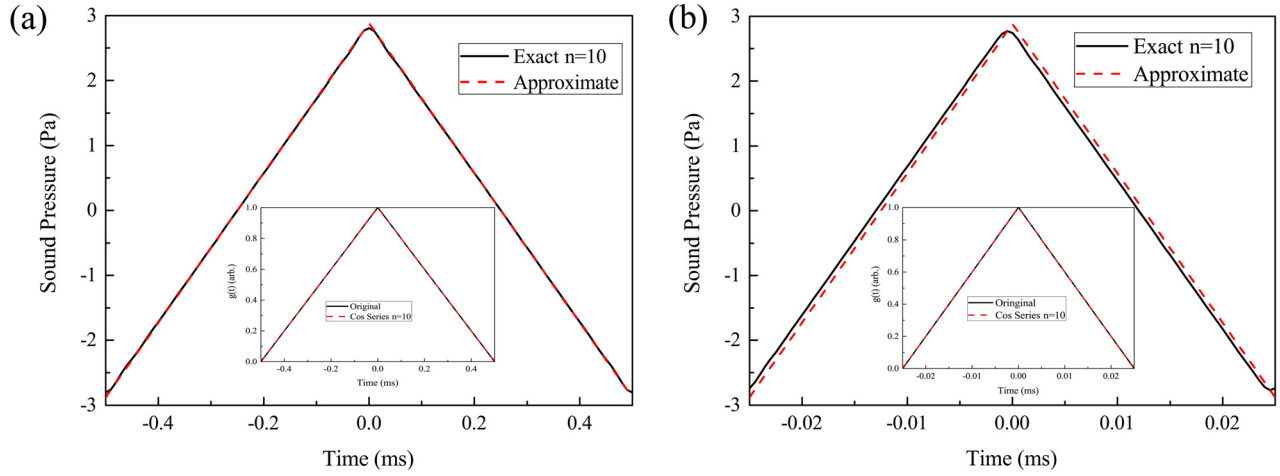 (a)
3
2
1
0
-1
-2
-3
Sound Pressure (Pa)
Exact n=10
Approximate
1.0
0.8
0.6
0.4
0.2
0.0
g(t) (arb.)
Original
Cos Series n=10
-0.4 -0.2 0.0 0.2 0.4
Time (ms)
-0.4 -0.2 0.0 0.2 0.4
Time (ms)
(b)
3
2
1
0
-1
-2
-3
Sound Pressure (Pa)
Exact n=10
Approximate
1.0
0.8
0.6
0.4
0.2
0.0
g(t) (arb.)
Oringinal
Cos Series n=10
-0.02 -0.01 0.00 0.01 0.02
Time (ms)
-0.02 -0.01 0.00 0.01 0.02
Time (ms)